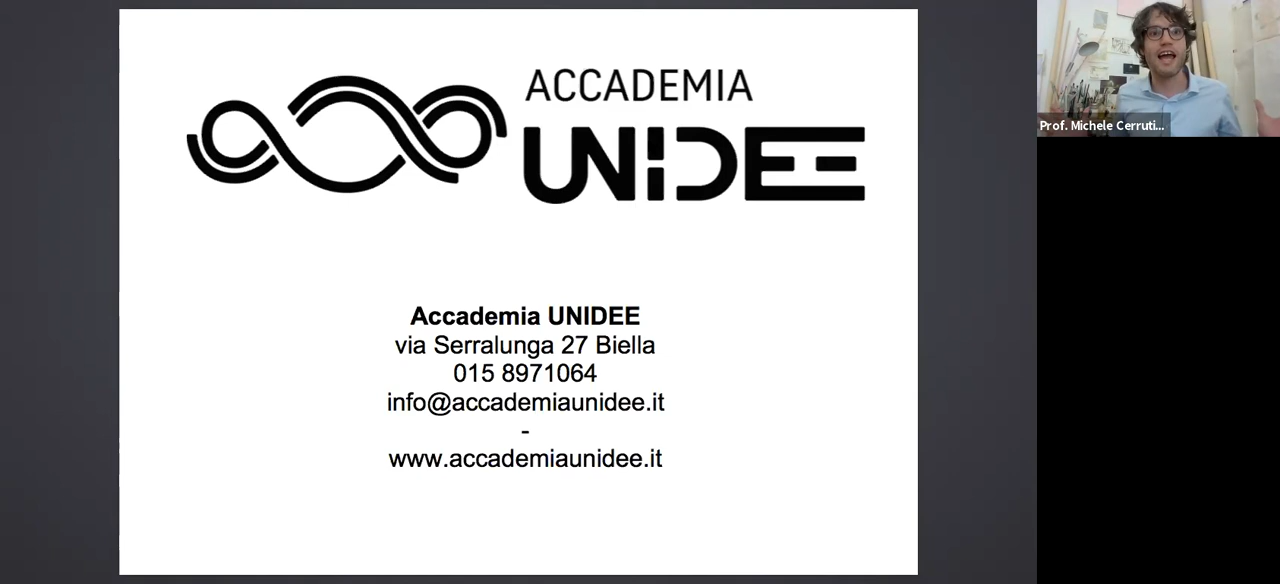 ACCADEMIA
UNIDEE
Accademia UNIDEE
via Serralunga 27 Biella
015 8971064
info@accademiaunidee.it
-
www.accademiaunidee.it
Prof. Michele Cerruti...